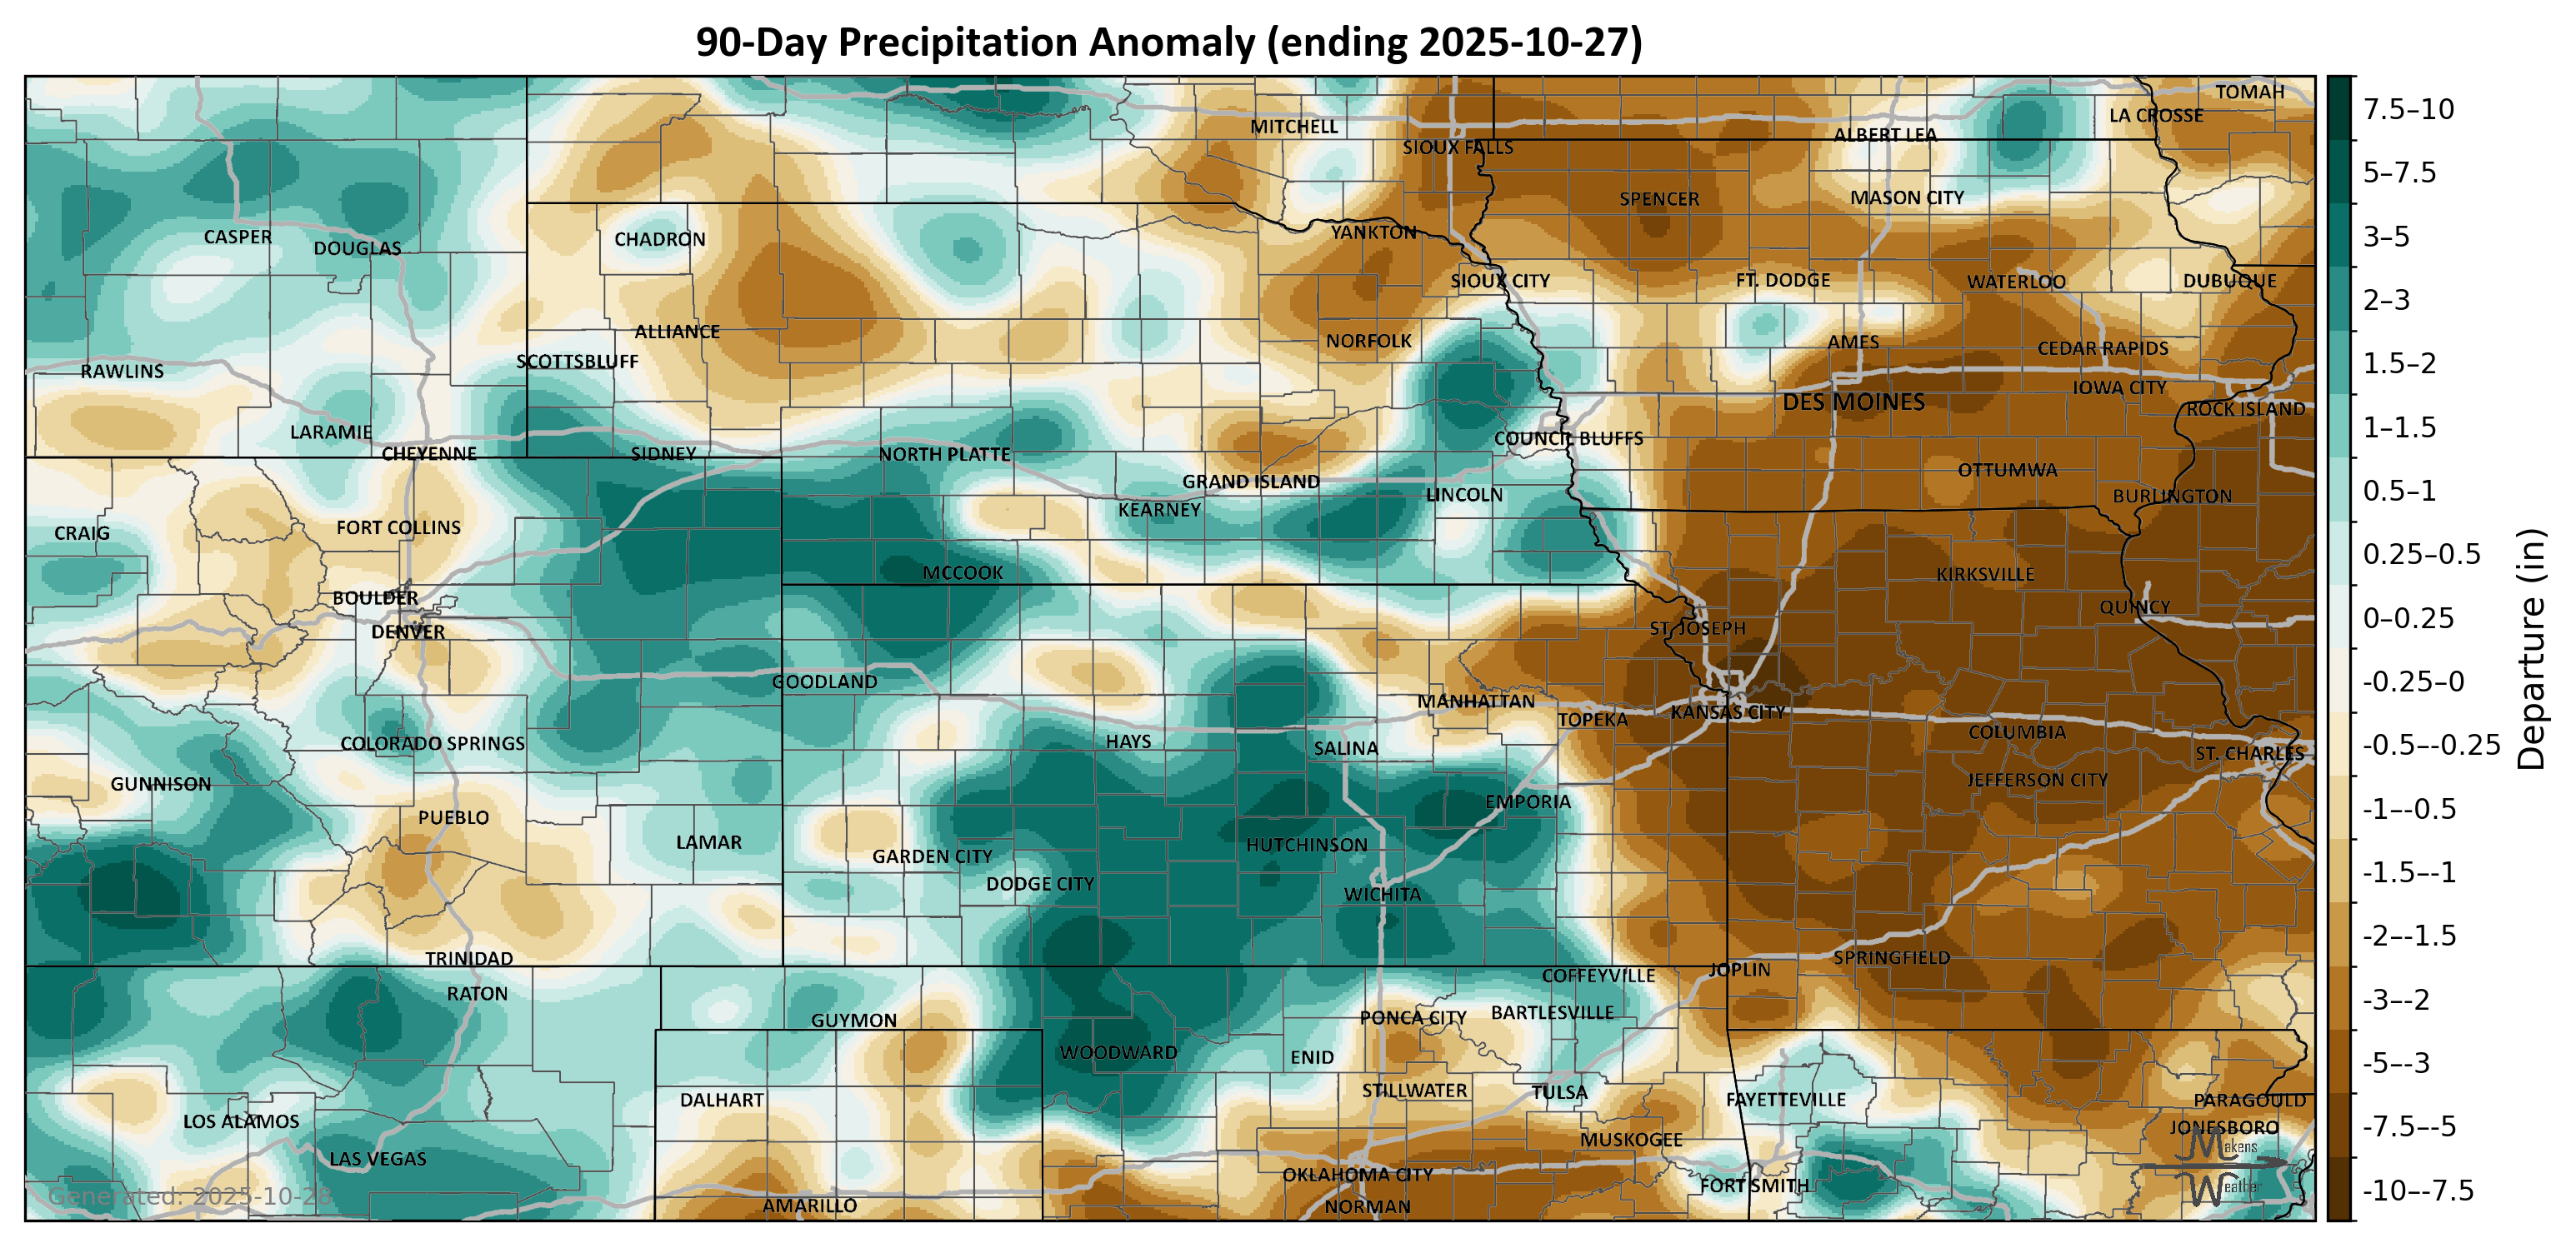 90-Day Precipitation Anomaly (ending 2025-10-27)
TOMAH
LA CROSSE
MITCHELL
ALBERT LEA
SIOUX FALLS
SPENCER
MASON CITY
YANKTON
CASPER
DOUGLAS
CHADRON
SIOUX CITY
FT. DODGE
WATERLOO
DUBUQUE
ALLIANCE
NORFOLK
AMES
CEDAR RAPIDS
SCOTTSBLUFF
RAWLINS
IOWA CITY
DES MOINES
ROCK ISLAND
LARAMIE
COUNCIL BLUFFS
CHEYENNE
SIDNEY
NORTH PLATTE
OTTUMWA
GRAND ISLAND
LINCOLN
BURLINGTON
KEARNEY
CRAIG
FORT COLLINS
MCCOOK
KIRKSVILLE
BOULDER
QUINCY
DENVER
ST. JOSEPH
GOODLAND
MANHATTAN
KANSAS CITY
TOPEKA
COLUMBIA
COLORADO SPRINGS
HAYS
SALINA
ST. CHARLES
GUNNISON
JEFFERSON CITY
EMPORIA
PUEBLO
LAMAR
HUTCHINSON
GARDEN CITY
DODGE CITY
WICHITA
TRINIDAD
SPRINGFIELD
JOPLIN
COFFEYVILLE
RATON
BARTLESVILLE
GUYMON
PONCA CITY
WOODWARD
ENID
STILLWATER
TULSA
DALHART
FAYETTEVILLE
PARAGOULD
LOS ALAMOS
JONESBORO
MUSKOGEE
LAS VEGAS
OKLAHOMA CITY
FORT SMITH
AMARILLO
NORMAN
Generated: 2025-10-28
Makens
Weather
7.5–10
5–7.5
3–5
2–3
1.5–2
1–1.5
0.5–1
0.25–0.5
0–0.25
-0.25–0
-0.5–-0.25
-1–-0.5
-1.5–-1
-2–-1.5
-3–-2
-5–-3
-7.5–-5
-10–-7.5
Departure (in)